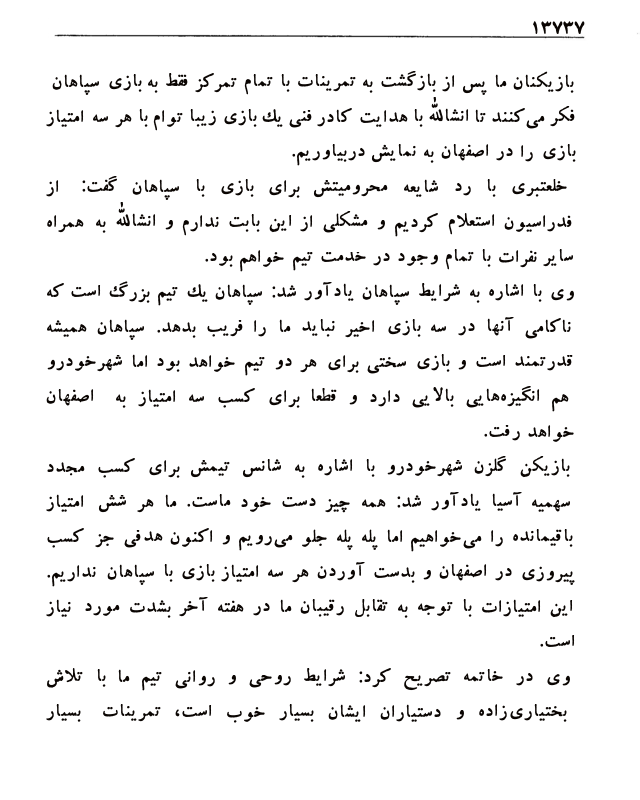 ۱۳۷۳۷
بازیکنان ما پس از بازگشت به تمرینات با تمام تمرکز فقط به بازی سپاهان
فکر می‌کنند تا انشالله با هدایت کادر فنی یك بازی زیبا توام با هر سه امتیاز
بازی را در اصفهان به نمایش دربیاوریم.
خلعتبری با رد شایعه محرومیتش برای بازی با سپاهان گفت: از
فدراسیون استعلام کردیم و مشکلی از این بابت ندارم و انشالله به همراه
سایر نفرات با تمام وجود در خدمت تیم خواهم بود.
وی با اشاره به شرایط سپاهان یادآور شد: سپاهان یك تیم بزرگ است که
ناکامی آنها در سه بازی اخیر نباید ما را فریب بدهد. سپاهان همیشه
قدرتمند است و بازی سختی برای هر دو تیم خواهد بود اما شهرخودرو
هم انگیزه‌هایی بالایی دارد و قطعا برای کسب سه امتیاز به اصفهان
خواهد رفت.
بازیکن گلزن شهرخودرو با اشاره به شانس تیمش برای کسب مجدد
سهمیه آسیا یادآور شد: همه چیز دست خود ماست. ما هر شش امتیاز
باقیمانده را می‌خواهیم اما پله پله جلو می‌رویم و اکنون هدفی جز کسب
پیروزی در اصفهان و بدست آوردن هر سه امتیاز بازی با سپاهان نداریم.
این امتیازات با توجه به تقابل رقیبان ما در هفته آخر بشدت مورد نیاز
است.
وی در خاتمه تصریح کرد: شرایط روحی و روانی تیم ما با تلاش
بختیاری‌زاده و دستیاران ایشان بسیار خوب است، تمرینات بسیار